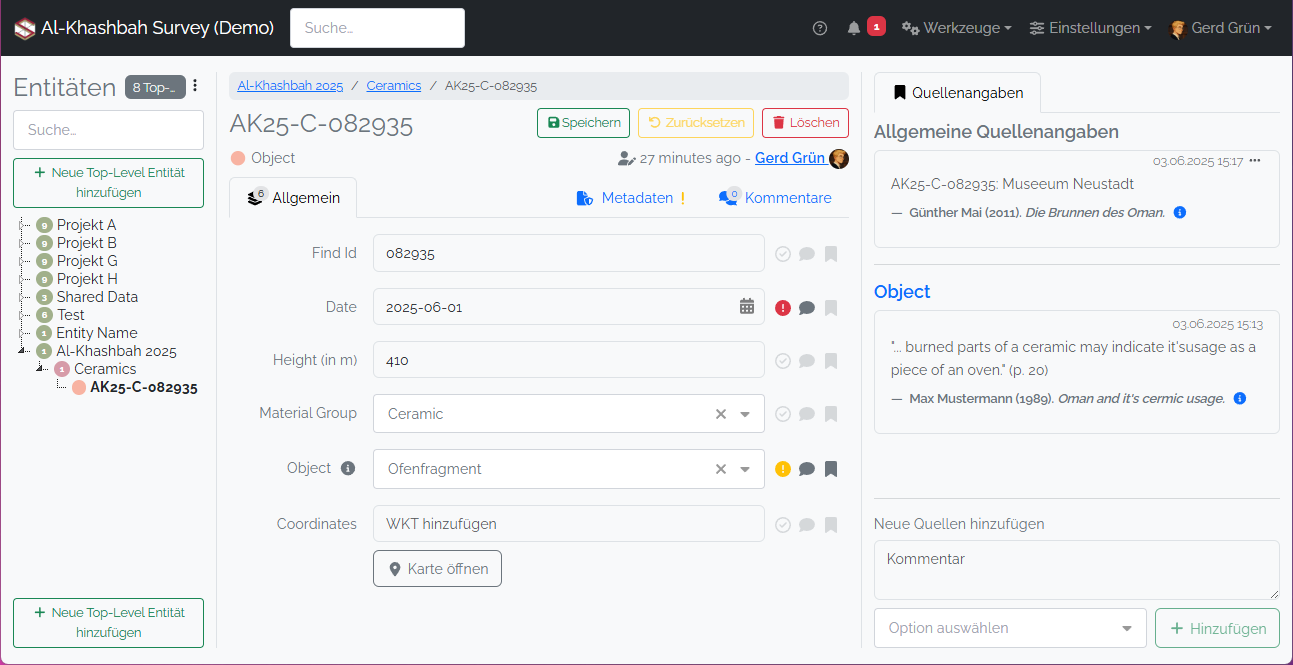 Al-Khashbah Survey (Demo)
Suche...
1
Werkzeuge
Einstellungen
Gerd Grün
Entitäten
8 Top-...
Suche...
Neue Top-Level Entität
hinzufügen
9 Projekt A
9 Projekt B
9 Projekt G
9 Projekt H
3 Shared Data
6 Test
1 Entity Name
1 Al-Khashbah 2025
1 Ceramics
AK25-C-082935
Neue Top-Level Entität
hinzufügen
Al-Khashbah 2025 / Ceramics / AK25-C-082935
AK25-C-082935
Speichern
Zurücksetzen
Löschen
Object
27 minutes ago - Gerd Grün
6 Allgemein
Metadaten !
0 Kommentare
Find Id
082935
Date
2025-06-01
Height (in m)
410
Material Group
Ceramic
Object
Ofenfragment
Coordinates
WKT hinzufügen
Karte öffnen
Quellenangaben
Allgemeine Quellenangaben
03.06.2025 15:17
AK25-C-082935: Museeum Neustadt
— Günther Mai (2011). Die Brunnen des Oman.
Object
03.06.2025 15:13
"... burned parts of a ceramic may indicate it'susage as a
piece of an oven." (p. 20)
— Max Mustermann (1989). Oman and it's cermic usage.
Neue Quellen hinzufügen
Kommentar
Option auswählen
Hinzufügen